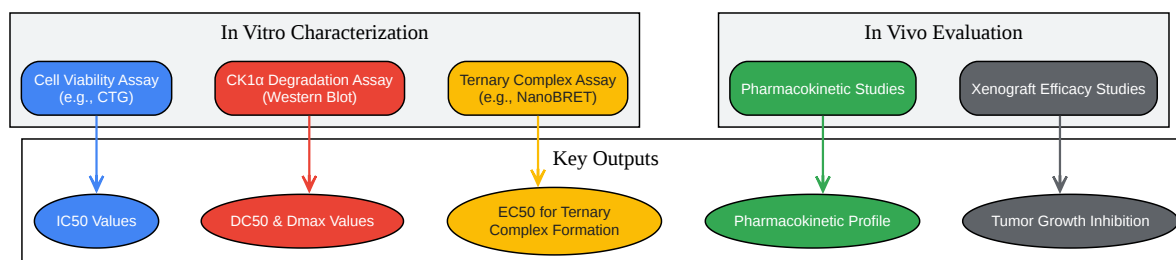 In Vitro Characterization
In Vivo Evaluation
Cell Viability Assay
(e.g., CTG)
CK1α Degradation Assay
(Western Blot)
Ternary Complex Assay
(e.g., NanoBRET)
Pharmacokinetic Studies
Xenograft Efficacy Studies
Key Outputs
IC50 Values
DC50 & Dmax Values
EC50 for Ternary
Complex Formation
Pharmacokinetic Profile
Tumor Growth Inhibition